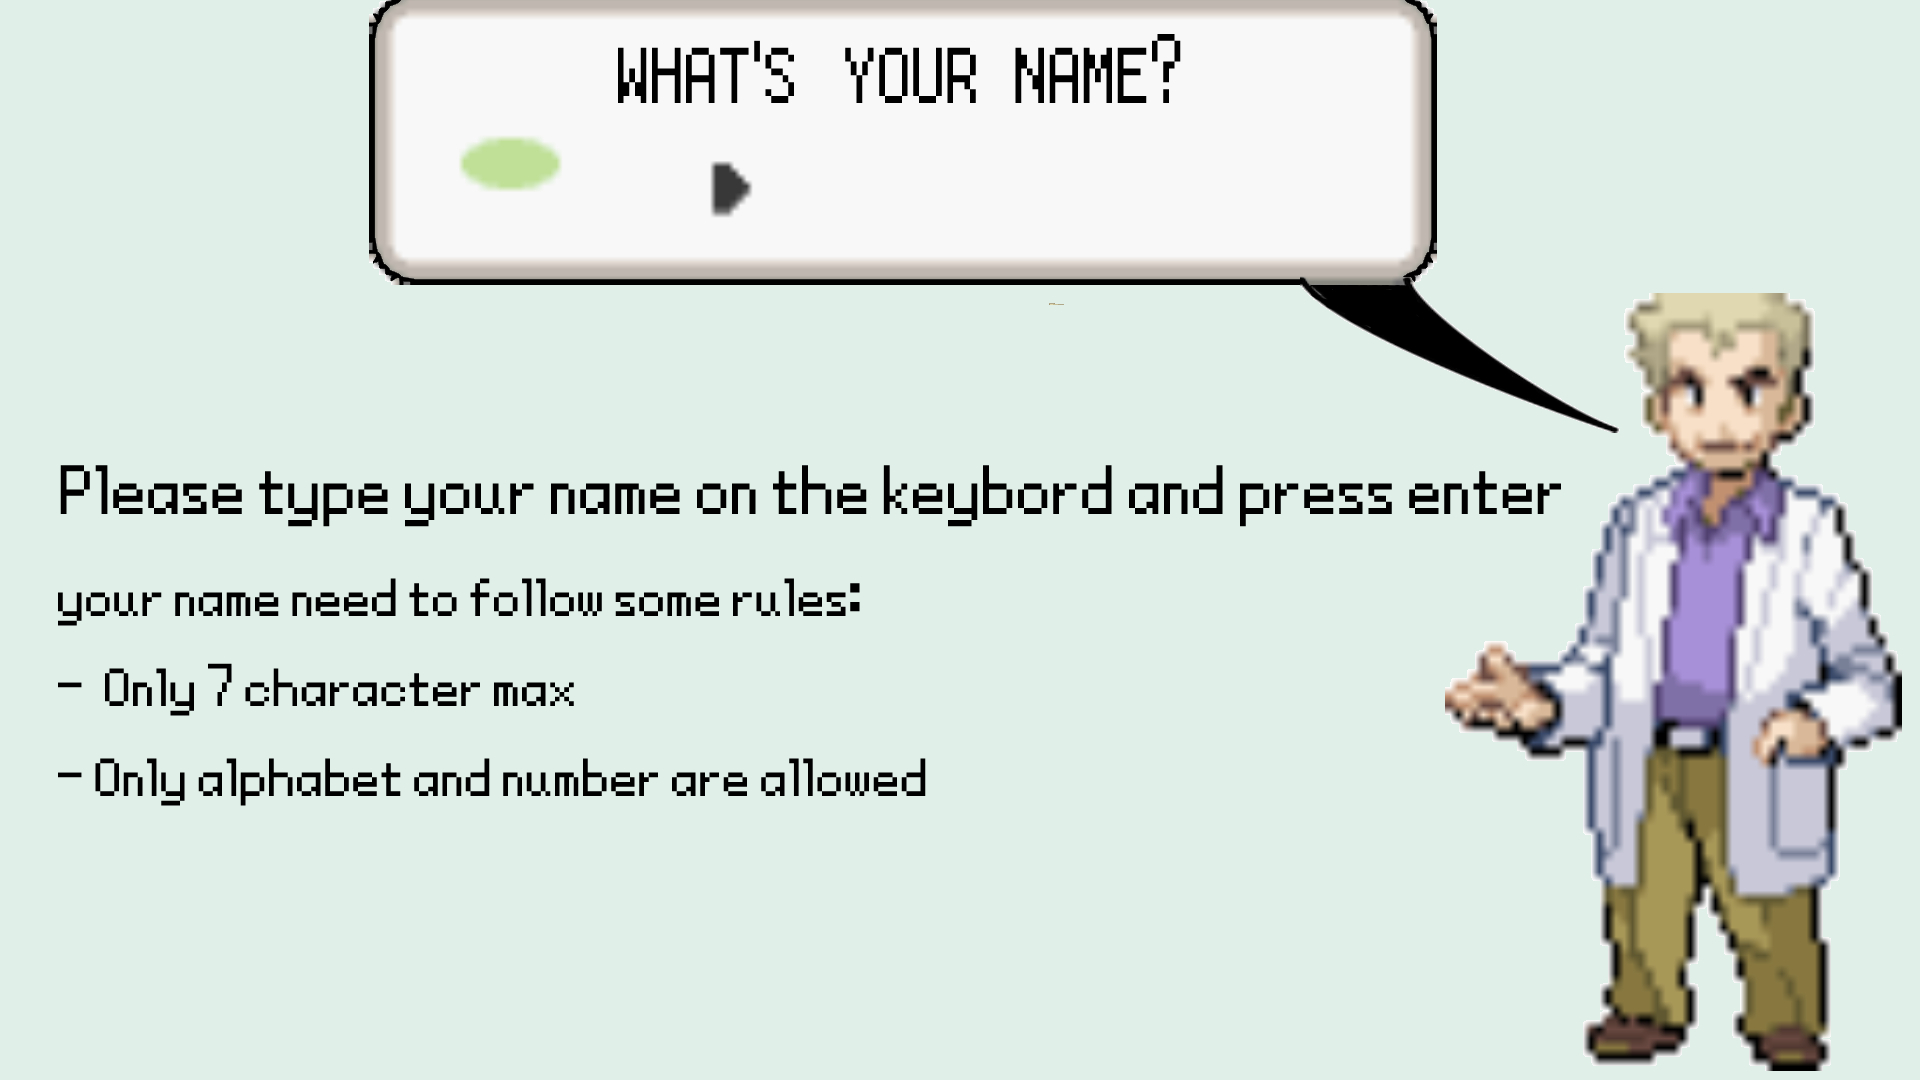 WHAT'S YOUR NAME?
Please type your name on the keybord and press enter
your name need to follow some rules:
- Only 7 character max
- Only alphabet and number are allowed